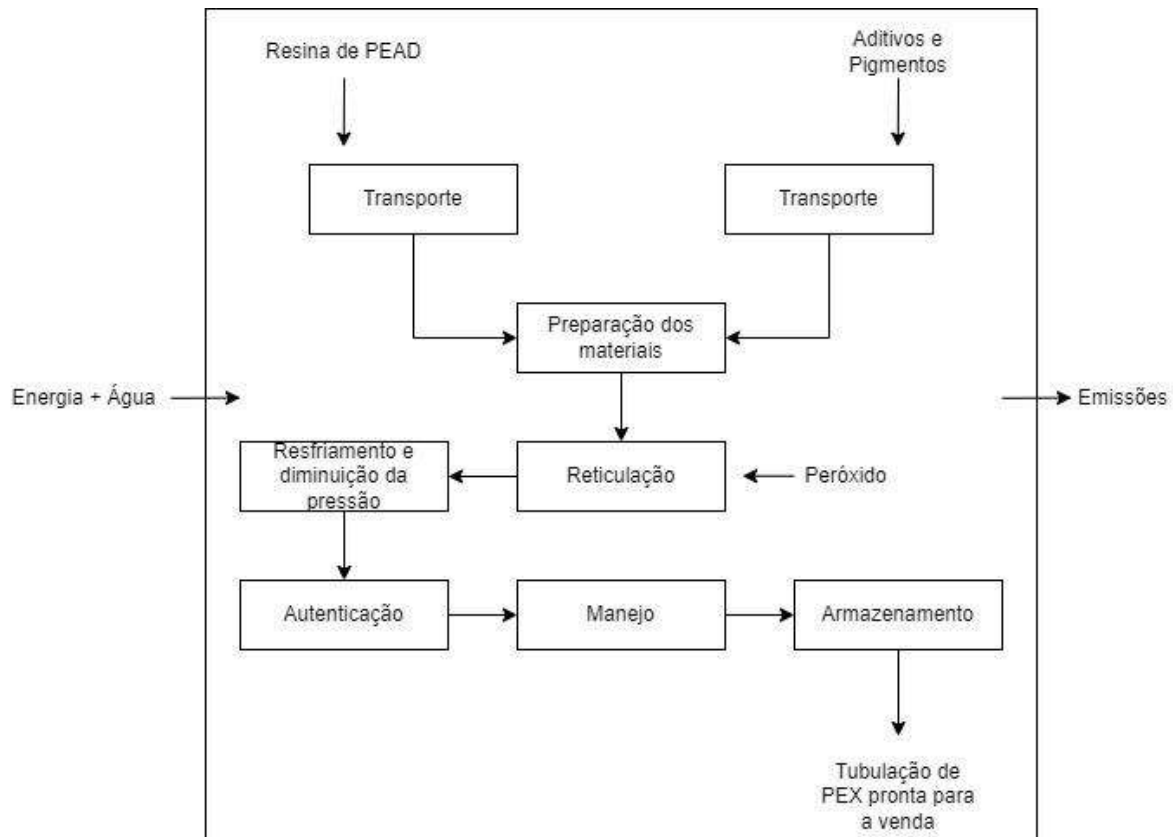 Resina de PEAD
Aditivos e
Pigmentos
Transporte
Transporte
Preparação dos
materiais
Energia + Água
Emissões
Resfriamento e
diminuição da
pressão
Reticulação
Peróxido
Autenticação
Manejo
Armazenamento
Tubulação de
PEX pronta para
a venda